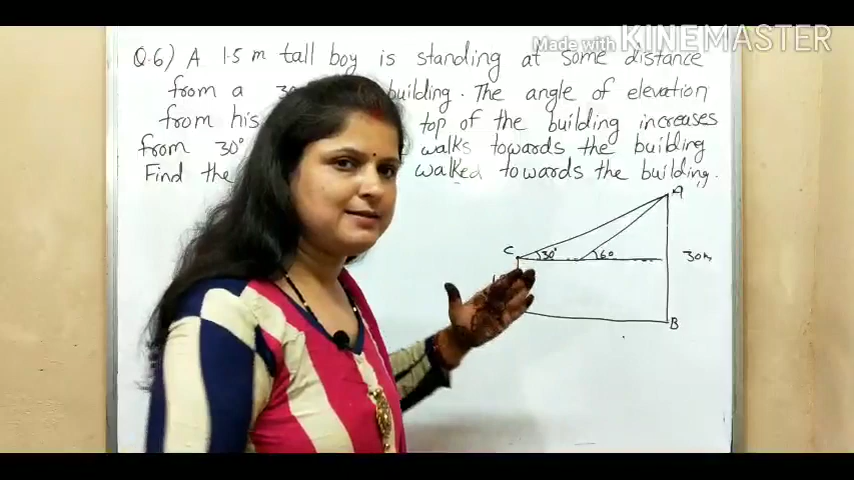 Made with KINEMASTER
Q.6) A 1.5 m tall boy is standing at some distance
from a building. The angle of elevation
from his top of the building increases
from 30° walks towards the building
Find the walked towards the building.
A
C 30° 60 30m
B